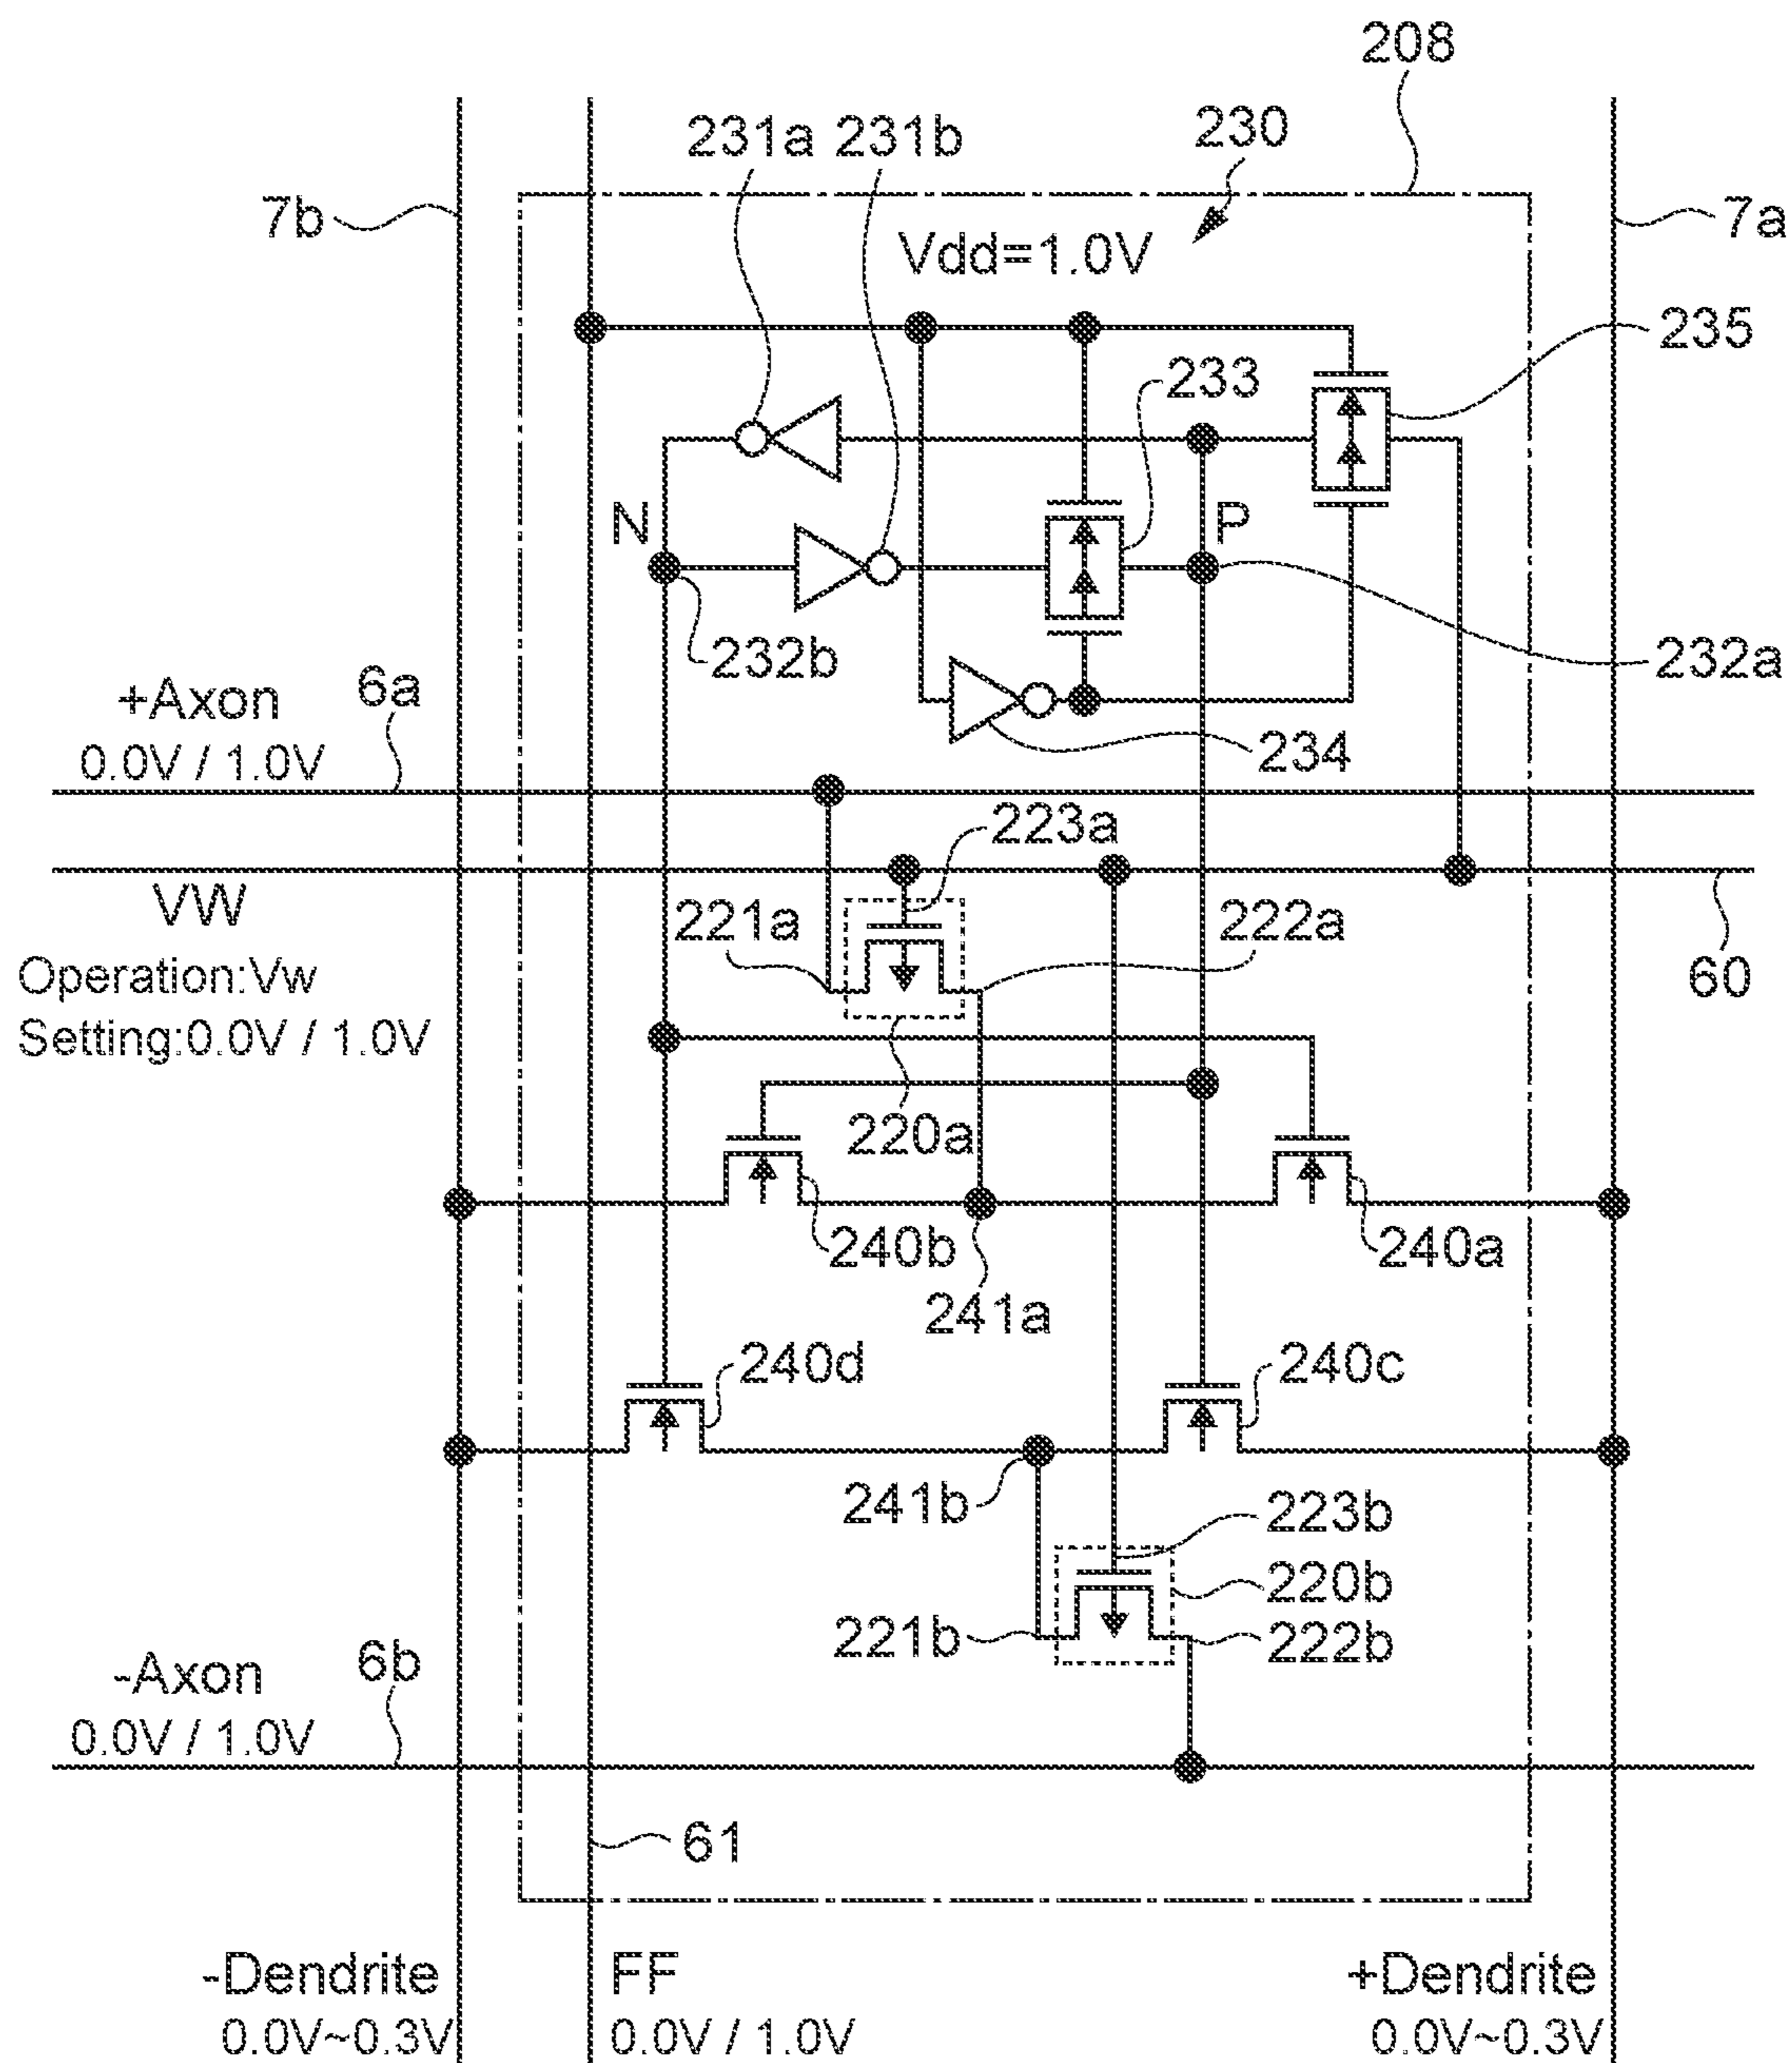 208
231a 231b
230
7b
7a
Vdd=1.0V
235
233
N
P
232b
232a
+Axon
6a
0.0V / 1.0V
234
223a
VW
221a
222a
60
Operation:Vw
Setting:0.0V / 1.0V
220a
240b
240a
241a
240d
240c
241b
223b
220b
221b
222b
-Axon
6b
0.0V / 1.0V
61
-Dendrite
FF
+Dendrite
0.0V~0.3V
0.0V / 1.0V
0.0V~0.3V